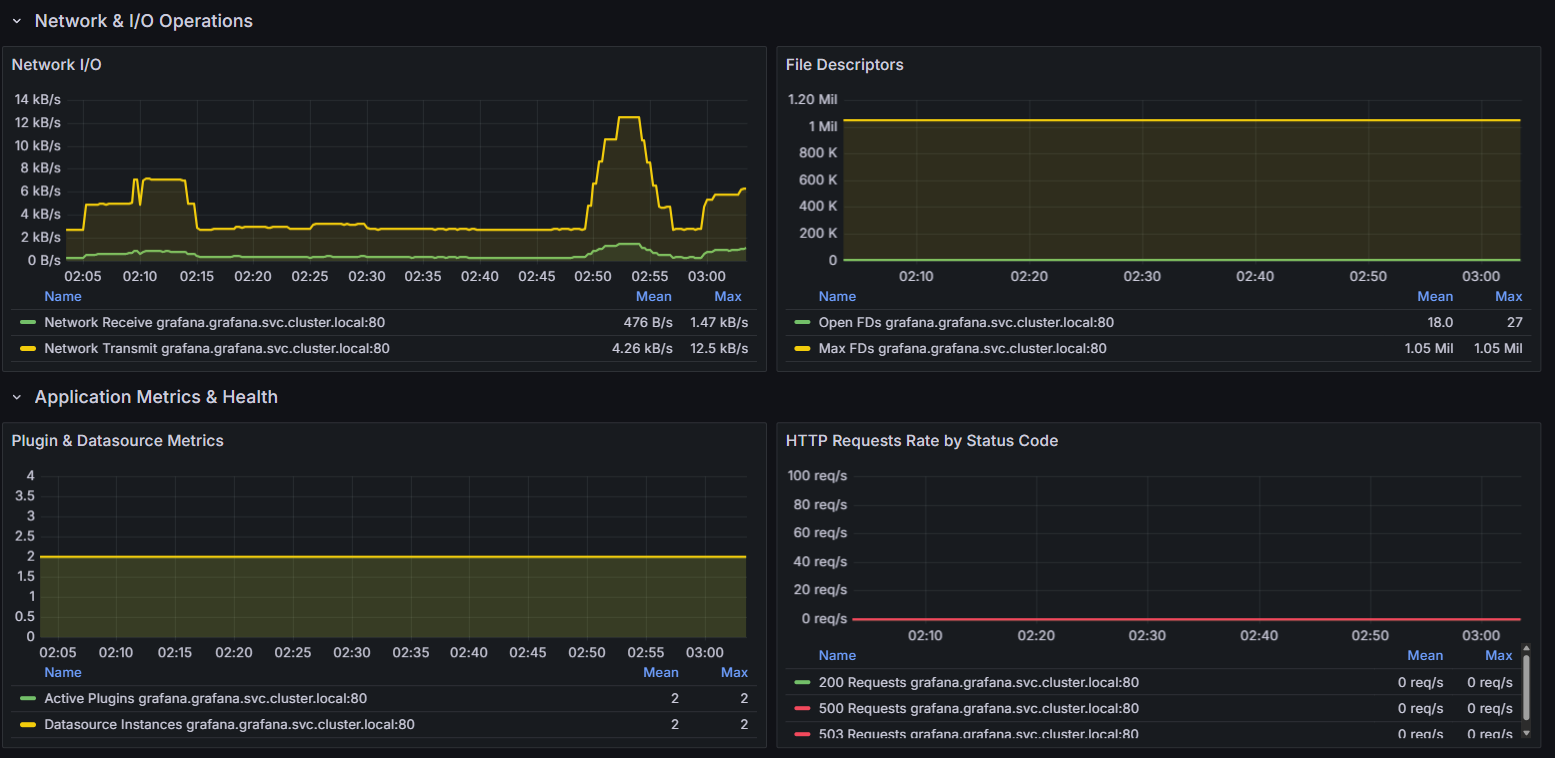 Network & I/O Operations
Network I/O
14 kB/s
12 kB/s
10 kB/s
8 kB/s
6 kB/s
4 kB/s
2 kB/s
0 B/s
02:05 02:10 02:15 02:20 02:25 02:30 02:35 02:40 02:45 02:50 02:55 03:00
Name Mean Max
Network Receive grafana.grafana.svc.cluster.local:80 476 B/s 1.47 kB/s
Network Transmit grafana.grafana.svc.cluster.local:80 4.26 kB/s 12.5 kB/s
File Descriptors
1.20 Mil
1 Mil
800 K
600 K
400 K
200 K
0
02:10 02:20 02:30 02:40 02:50 03:00
Name Mean Max
Open FDs grafana.grafana.svc.cluster.local:80 18.0 27
Max FDs grafana.grafana.svc.cluster.local:80 1.05 Mil 1.05 Mil
Application Metrics & Health
Plugin & Datasource Metrics
4
3.5
3
2.5
2
1.5
1
0.5
0
02:05 02:10 02:15 02:20 02:25 02:30 02:35 02:40 02:45 02:50 02:55 03:00
Name Mean Max
Active Plugins grafana.grafana.svc.cluster.local:80 2 2
Datasource Instances grafana.grafana.svc.cluster.local:80 2 2
HTTP Requests Rate by Status Code
100 req/s
80 req/s
60 req/s
40 req/s
20 req/s
0 req/s
02:10 02:20 02:30 02:40 02:50 03:00
Name Mean Max
200 Requests grafana.grafana.svc.cluster.local:80 0 req/s 0 req/s
500 Requests grafana.grafana.svc.cluster.local:80 0 req/s 0 req/s
503 Requests grafana.grafana.svc.cluster.local:80 0 req/s 0 req/s